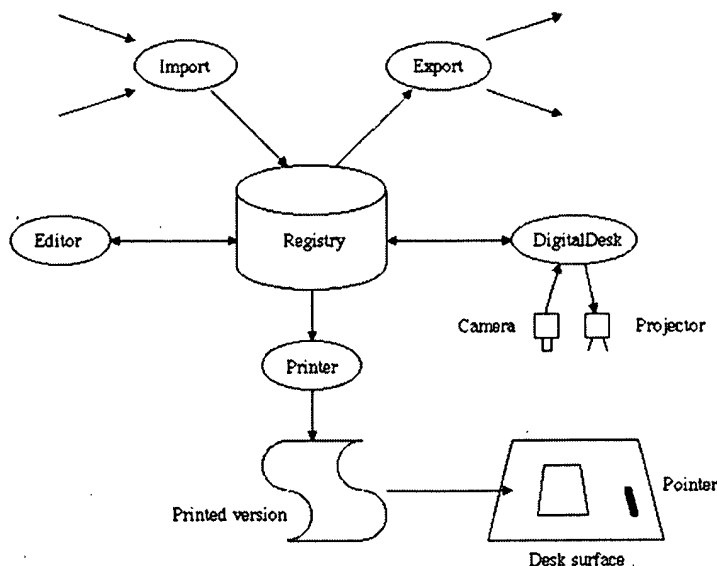 Import
Export
Editor
Registry
DigitalDesk
Camera
Projector
Printer
Printed version
Pointer
Desk surface